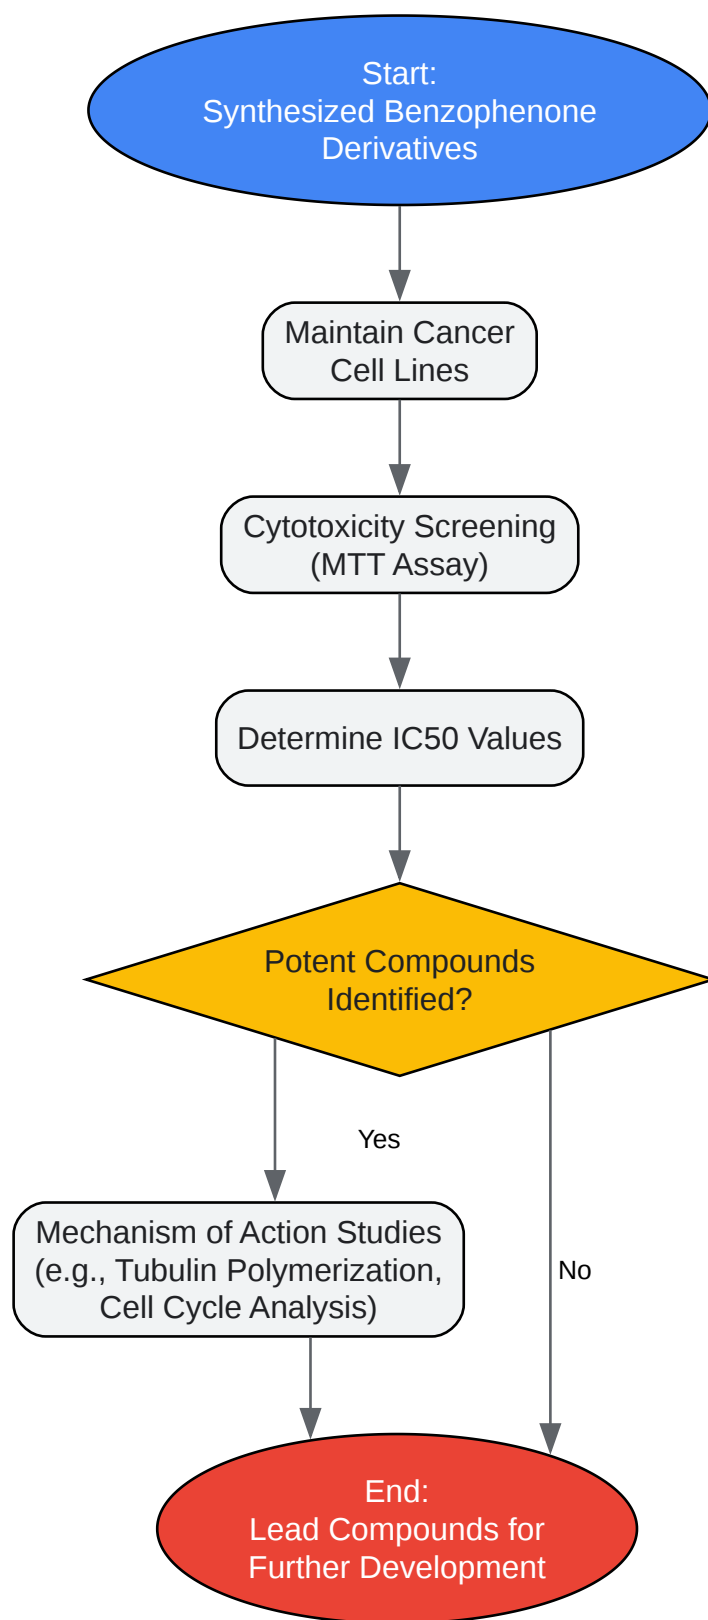 Start:
Synthesized Benzophenone
Derivatives
Maintain Cancer
Cell Lines
Cytotoxicity Screening
(MTT Assay)
Determine IC50 Values
Potent Compounds
Identified?
Yes
Mechanism of Action Studies
(e.g., Tubulin Polymerization,
Cell Cycle Analysis)
No
End:
Lead Compounds for
Further Development